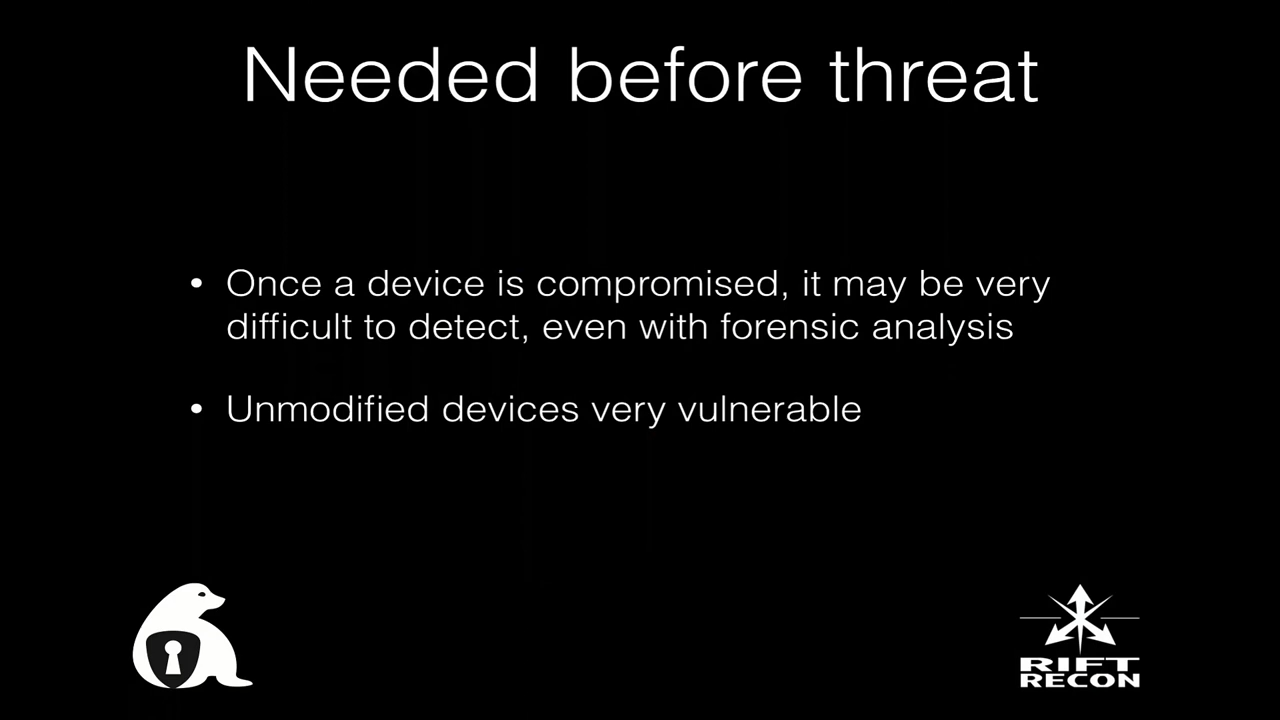 Needed before threat
• Once a device is compromised, it may be very
difficult to detect, even with forensic analysis
• Unmodified devices very vulnerable
RIFT
RECON